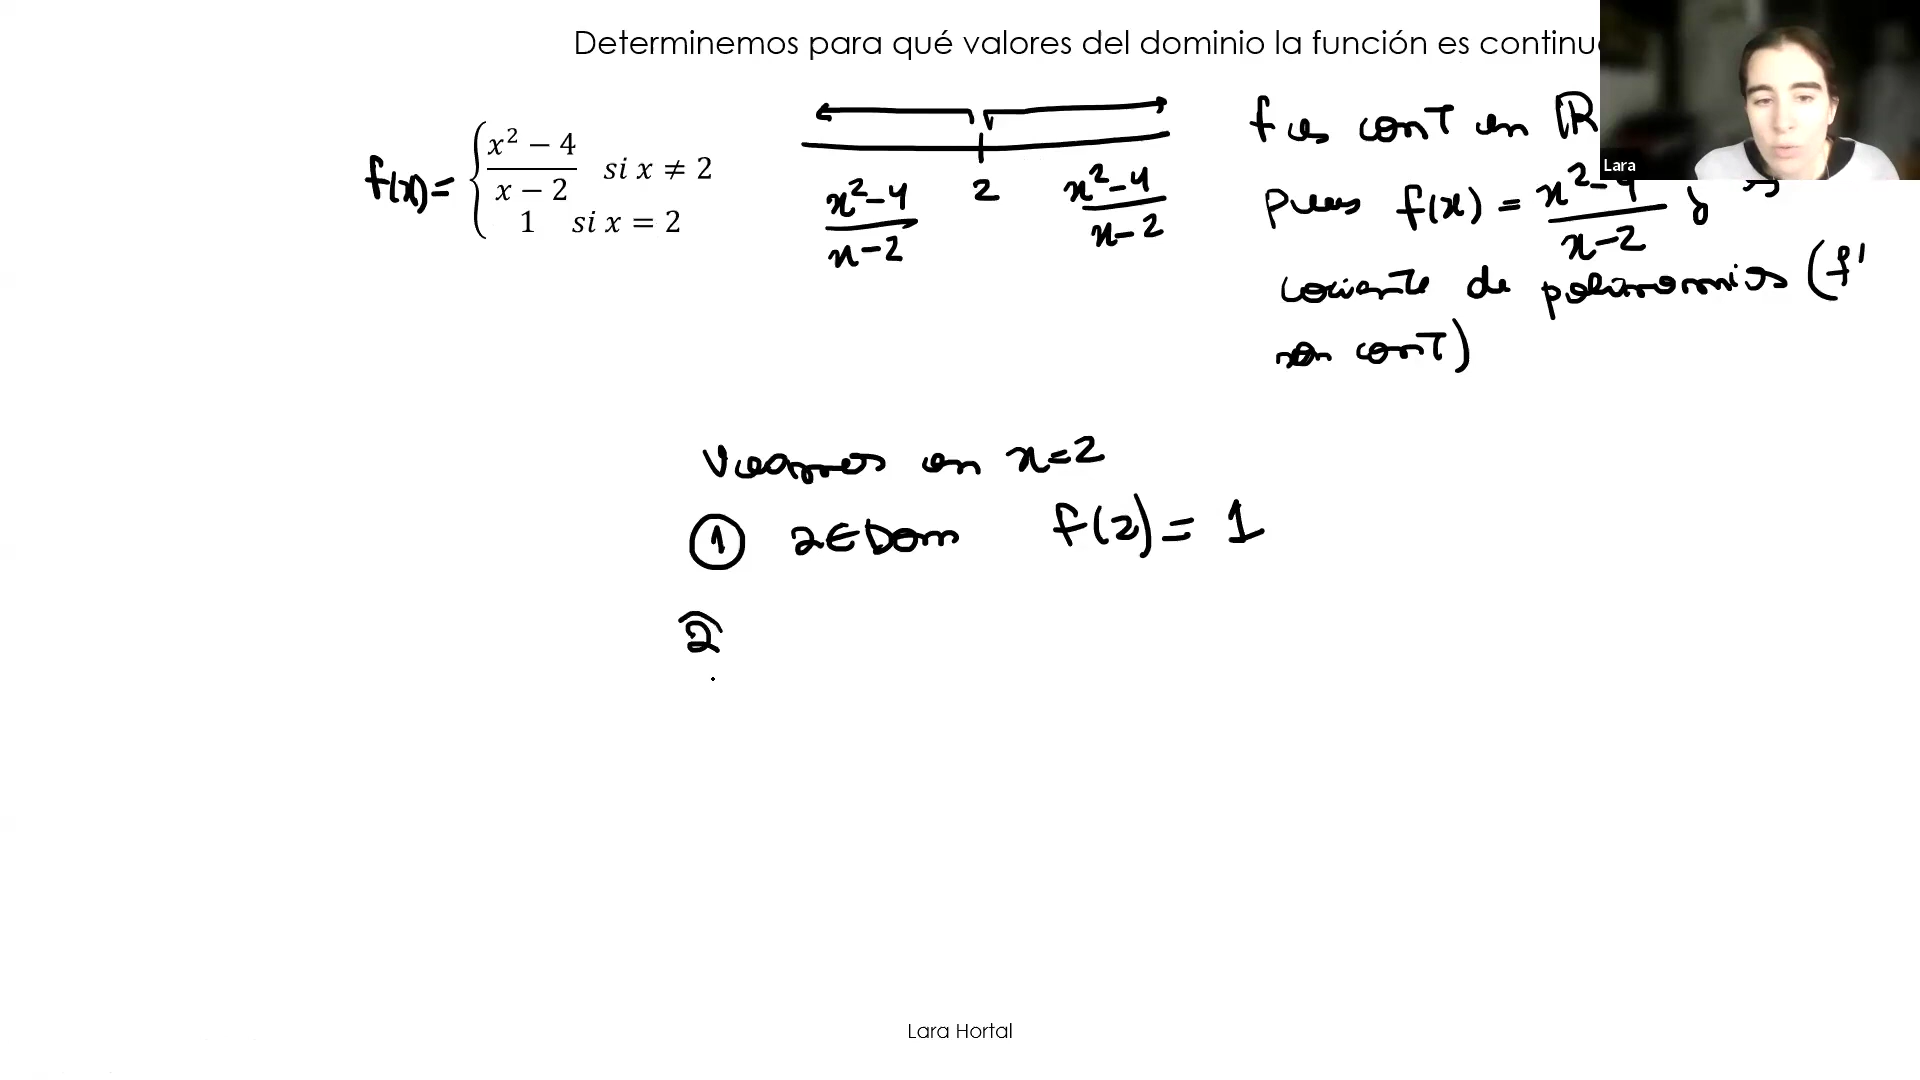 Determinemos para qué valores del dominio la función es continu
f(x) = { x² − 4 / x − 2 si x ≠ 2
1 si x = 2
x²-4 / x-2 2 x²-4 / x-2
f es cont en ℝ
Lara
pues f(x) = x²-4 / x-2 y es
cociente de polinomios (f'
son cont)
Veamos en x=2
① 2∈Dom f(2) = 1
2
Lara Hortal